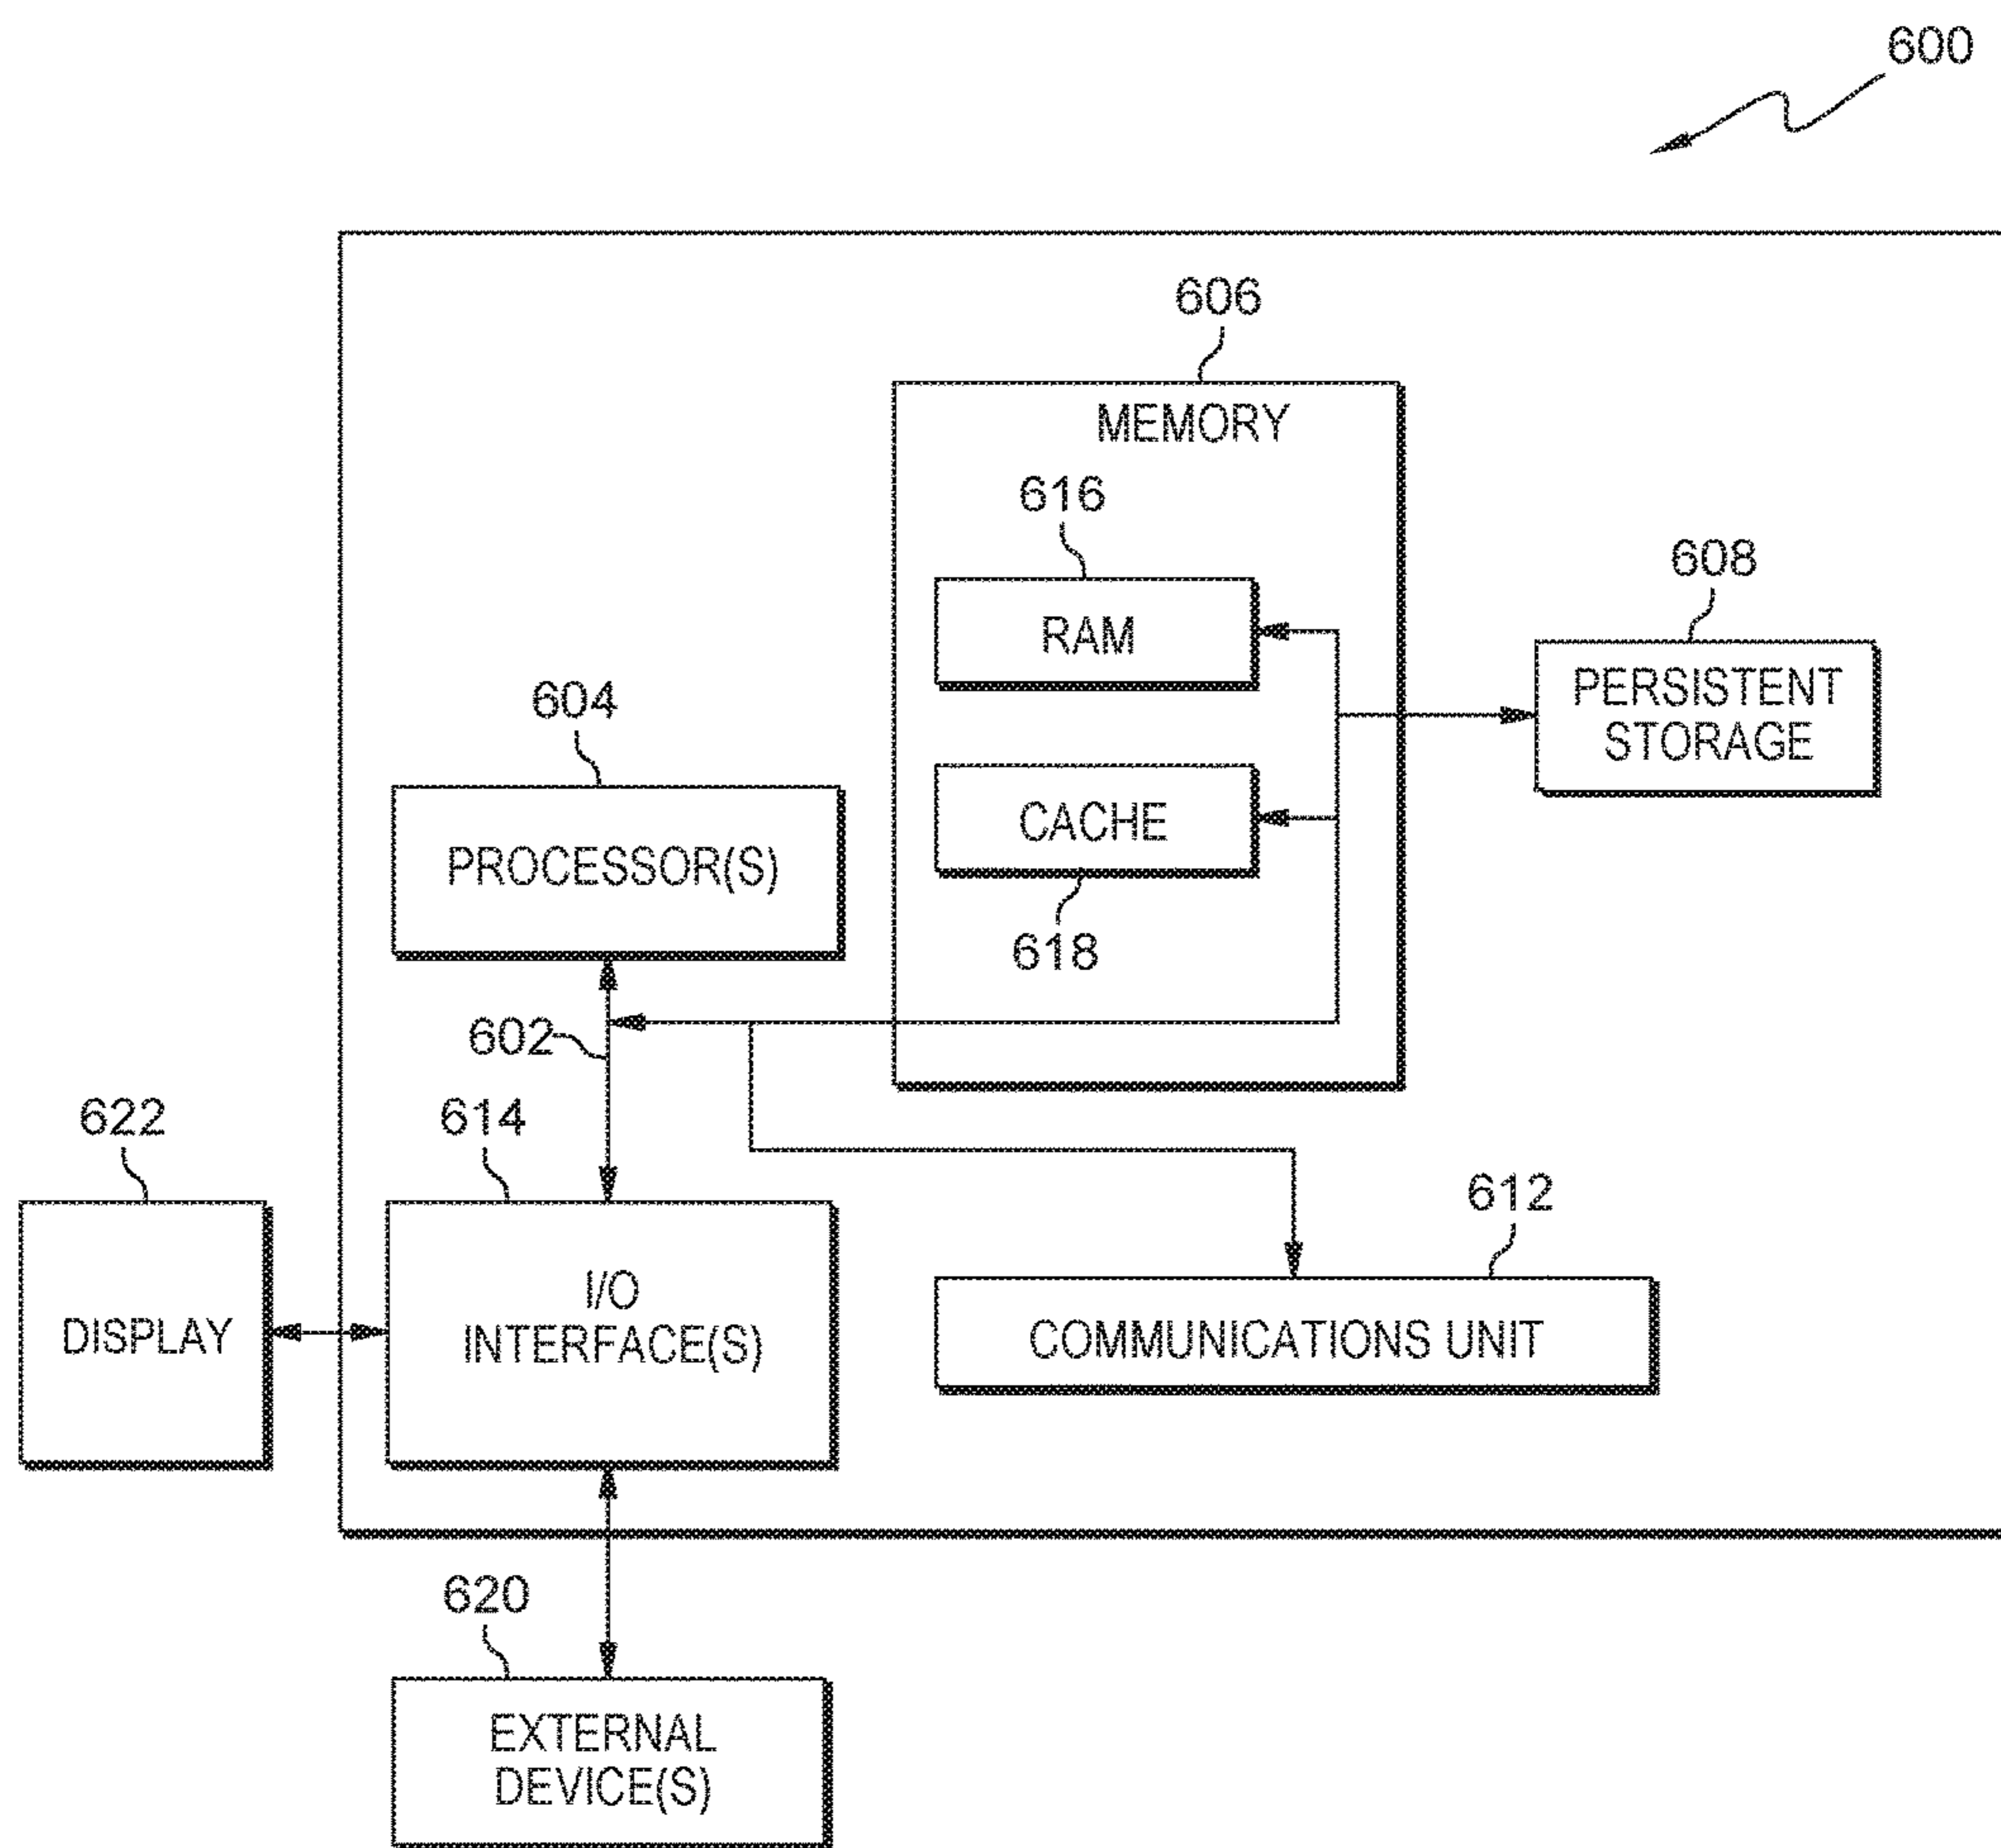 600
606
MEMORY
616
RAM
608
PERSISTENT
STORAGE
604
PROCESSOR(S)
CACHE
618
602
622
614
612
DISPLAY
I/O
INTERFACE(S)
COMMUNICATIONS UNIT
620
EXTERNAL
DEVICE(S)